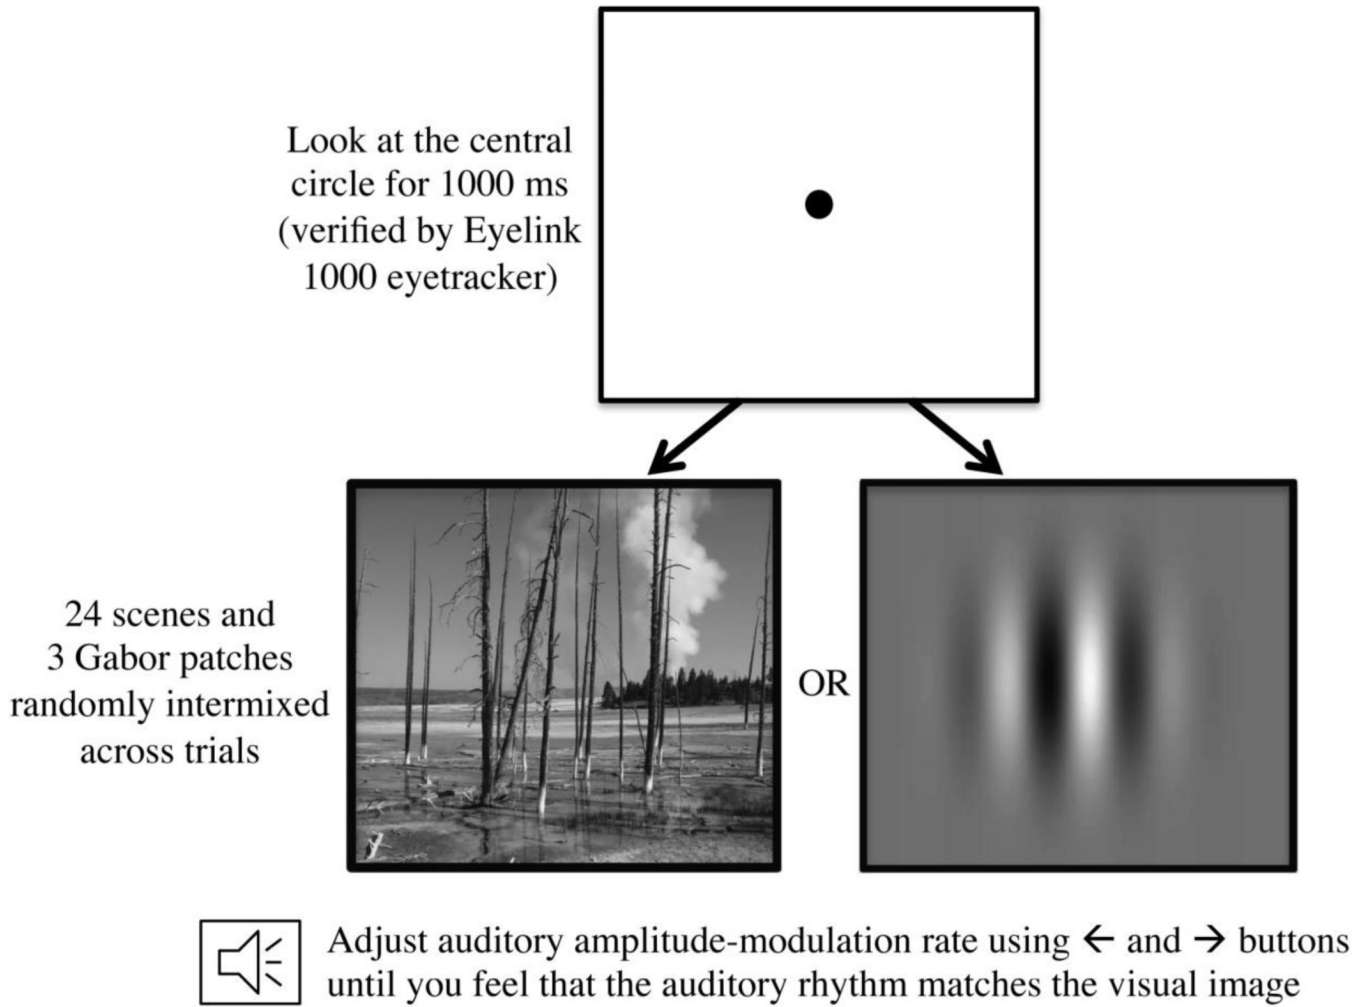 Look at the central
circle for 1000 ms
(verified by Eyelink
1000 eyetracker)
24 scenes and
3 Gabor patches
randomly intermixed
across trials
OR
Adjust auditory amplitude-modulation rate using ← and → buttons
until you feel that the auditory rhythm matches the visual image